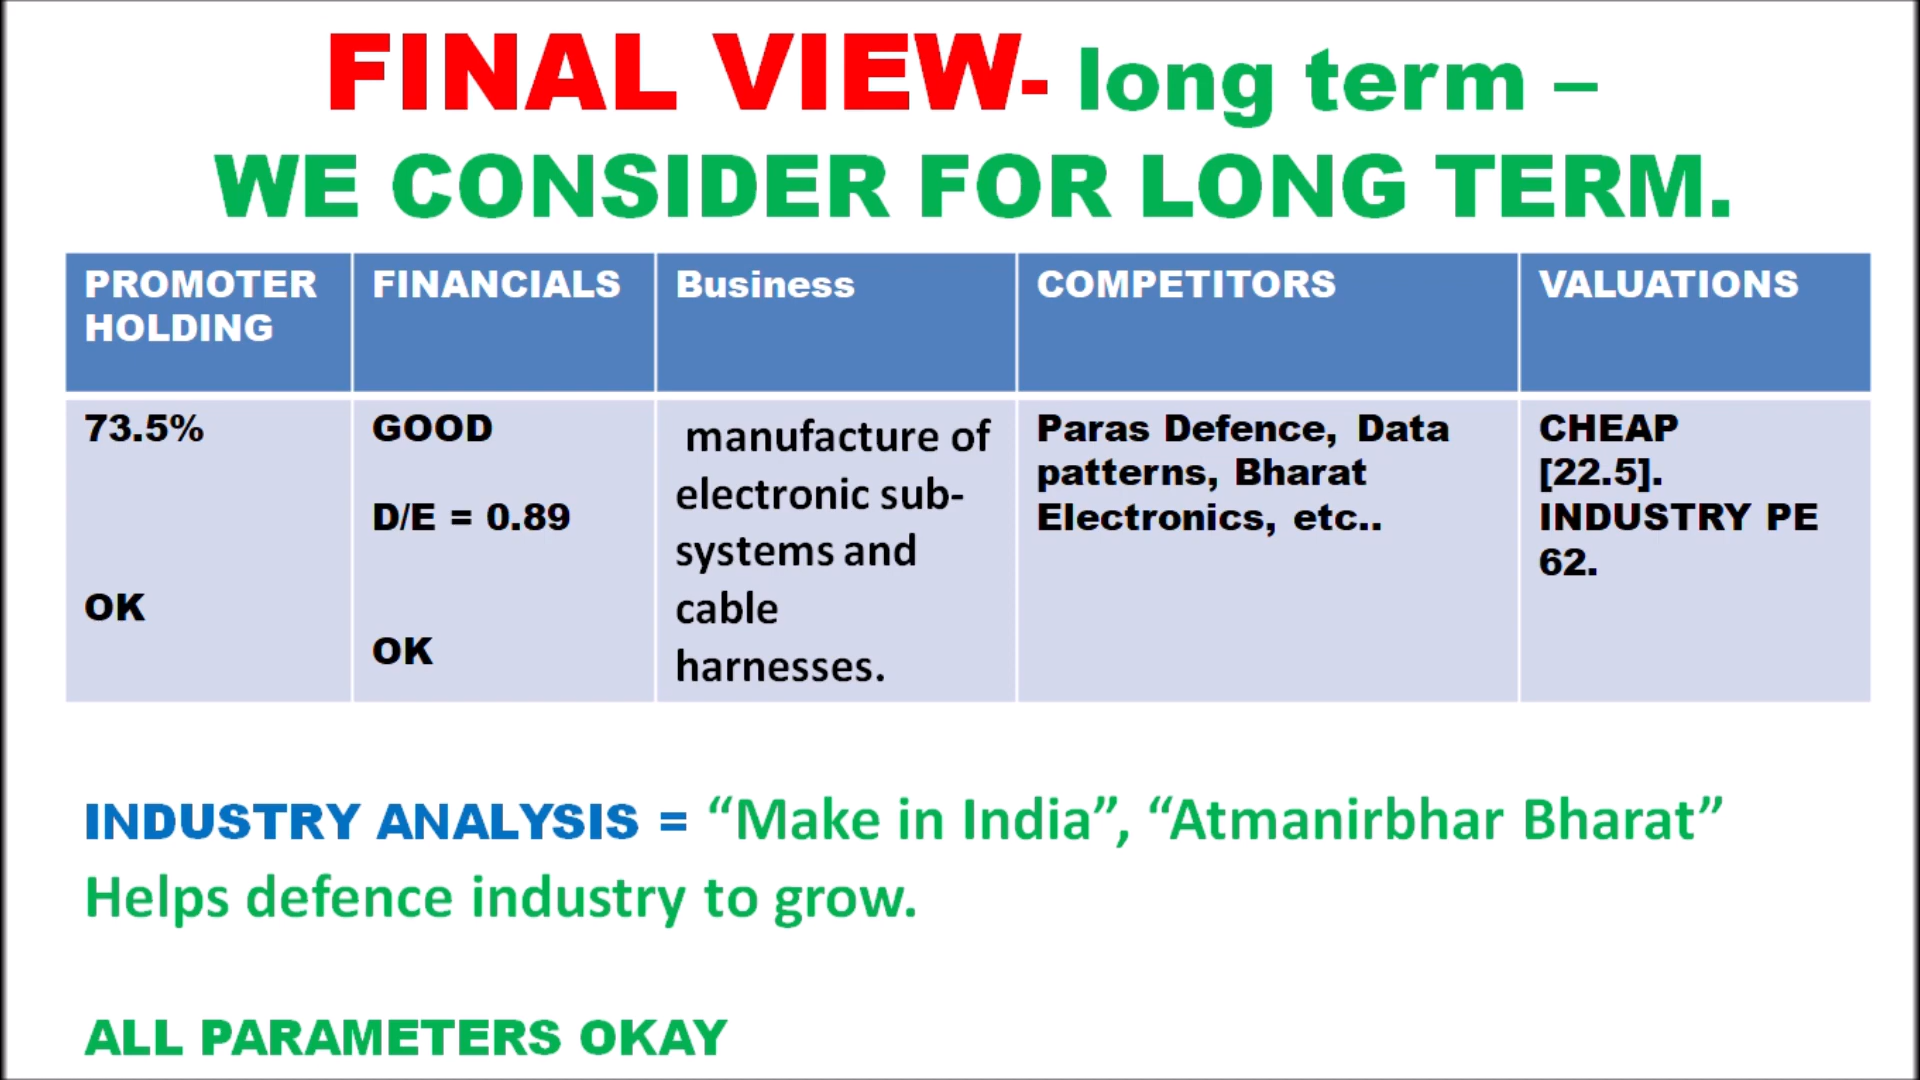 FINAL VIEW- long term –
WE CONSIDER FOR LONG TERM.
PROMOTER
HOLDING
FINANCIALS
Business
COMPETITORS
VALUATIONS
73.5%
OK
GOOD
D/E = 0.89
OK
manufacture of
electronic sub-
systems and
cable
harnesses.
Paras Defence, Data
patterns, Bharat
Electronics, etc..
CHEAP
[22.5].
INDUSTRY PE
62.
INDUSTRY ANALYSIS = “Make in India”, “Atmanirbhar Bharat”
Helps defence industry to grow.
ALL PARAMETERS OKAY